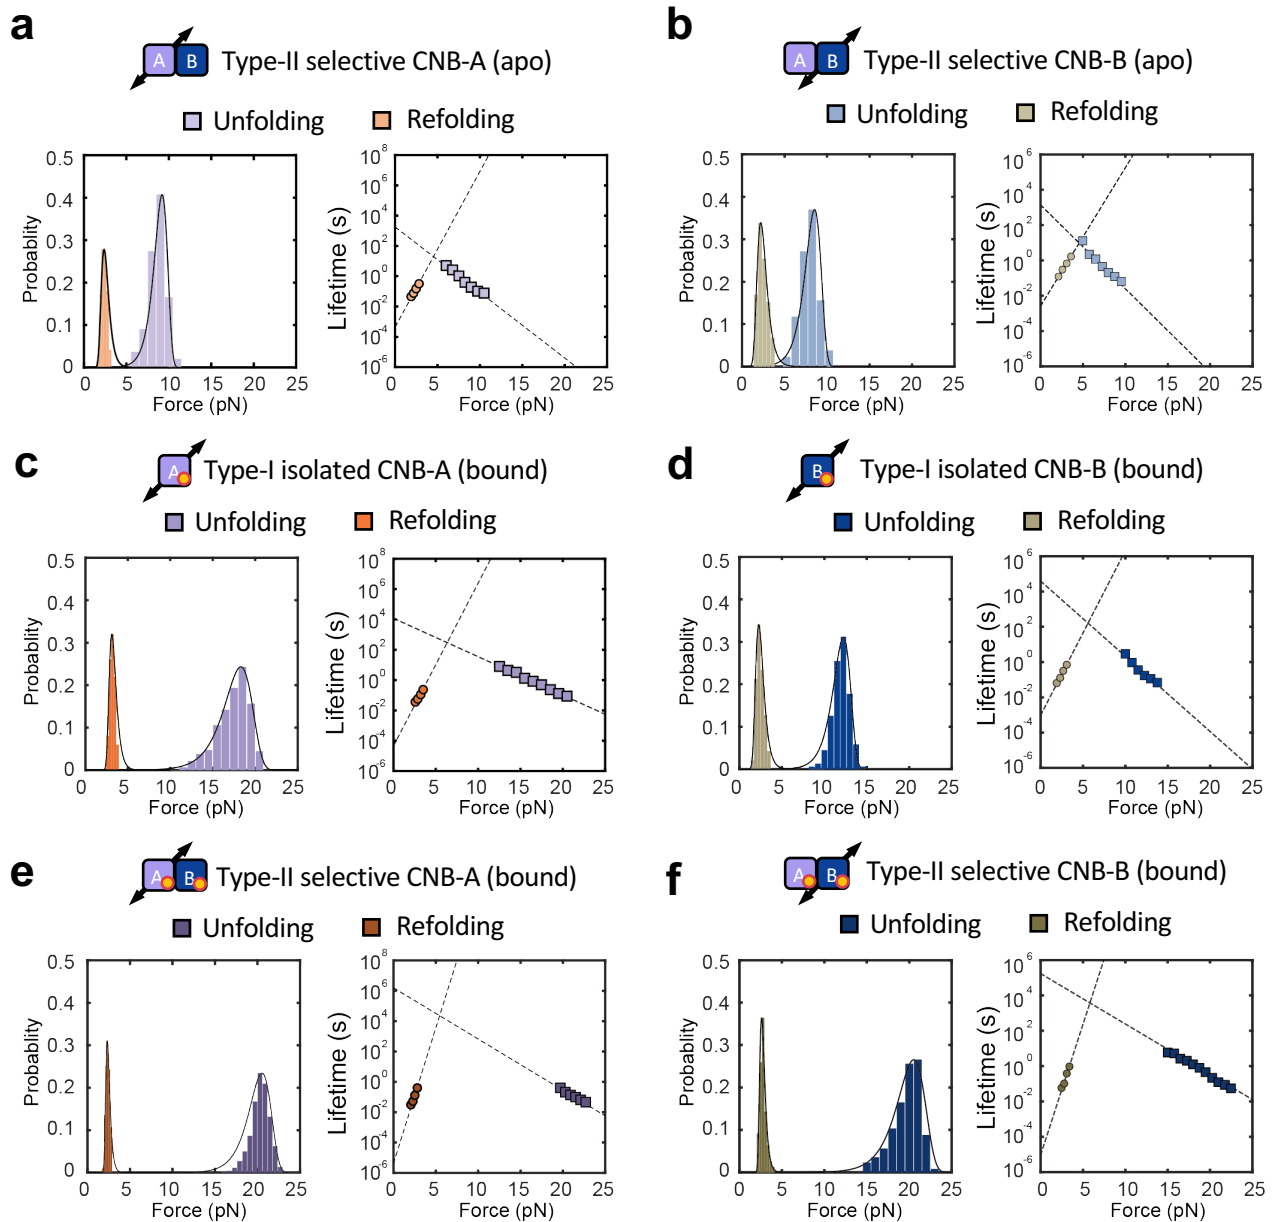 a
A B Type-II selective CNB-A (apo)
Unfolding Refolding
0.5
0.4
0.3
0.2
0.1
0
Probablity
0 5 10 15 20 25
Force (pN)
10^8
10^6
10^4
10^2
10^0
10^-2
10^-4
10^-6
Lifetime (s)
0 5 10 15 20 25
Force (pN)
b
A B Type-II selective CNB-B (apo)
Unfolding Refolding
0.5
0.4
0.3
0.2
0.1
0
Probablity
0 5 10 15 20 25
Force (pN)
10^6
10^4
10^2
10^0
10^-2
10^-4
10^-6
Lifetime (s)
0 5 10 15 20 25
Force (pN)
c
A Type-I isolated CNB-A (bound)
Unfolding Refolding
0.5
0.4
0.3
0.2
0.1
0
Probablity
0 5 10 15 20 25
Force (pN)
10^8
10^6
10^4
10^2
10^0
10^-2
10^-4
10^-6
Lifetime (s)
0 5 10 15 20 25
Force (pN)
d
B Type-I isolated CNB-B (bound)
Unfolding Refolding
0.5
0.4
0.3
0.2
0.1
0
Probablity
0 5 10 15 20 25
Force (pN)
10^6
10^4
10^2
10^0
10^-2
10^-4
10^-6
Lifetime (s)
0 5 10 15 20 25
Force (pN)
e
A B Type-II selective CNB-A (bound)
Unfolding Refolding
0.5
0.4
0.3
0.2
0.1
0
Probablity
0 5 10 15 20 25
Force (pN)
10^8
10^6
10^4
10^2
10^0
10^-2
10^-4
10^-6
Lifetime (s)
0 5 10 15 20 25
Force (pN)
f
A B Type-II selective CNB-B (bound)
Unfolding Refolding
0.5
0.4
0.3
0.2
0.1
0
Probablity
0 5 10 15 20 25
Force (pN)
10^6
10^4
10^2
10^0
10^-2
10^-4
10^-6
Lifetime (s)
0 5 10 15 20 25
Force (pN)